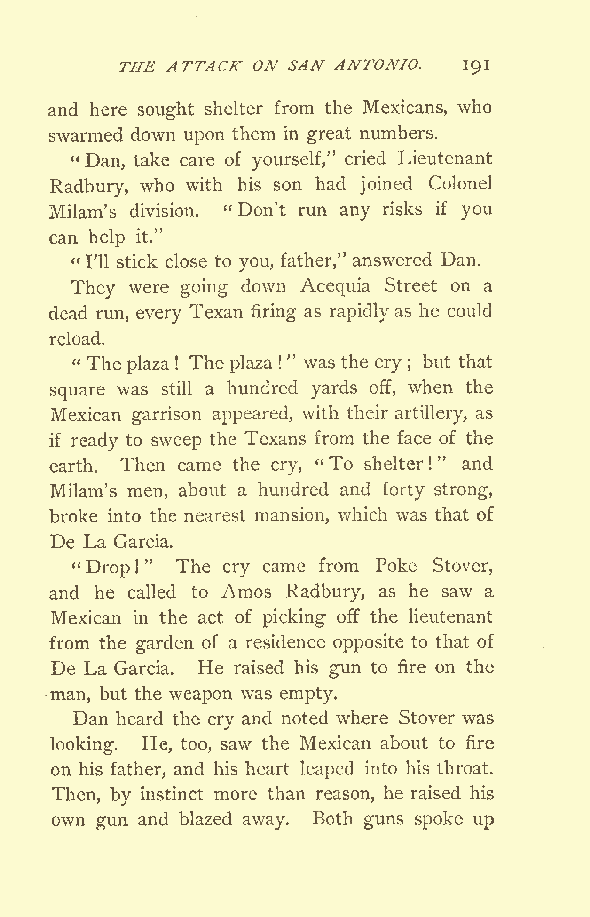 THE ATTACK ON SAN ANTONIO. 191
and here sought shelter from the Mexicans, who
swarmed down upon them in great numbers.
"Dan, take care of yourself," cried Lieutenant
Radbury, who with his son had joined Colonel
Milam's division. "Don't run any risks if you
can help it."
"I'll stick close to you, father," answered Dan.
They were going down Acequia Street on a
dead run, every Texan firing as rapidly as he could
reload.
"The plaza! The plaza!" was the cry; but that
square was still a hundred yards off, when the
Mexican garrison appeared, with their artillery, as
if ready to sweep the Texans from the face of the
earth. Then came the cry, "To shelter!" and
Milam's men, about a hundred and forty strong,
broke into the nearest mansion, which was that of
De La Garcia.
"Drop!" The cry came from Poke Stover,
and he called to Amos Radbury, as he saw a
Mexican in the act of picking off the lieutenant
from the garden of a residence opposite to that of
De La Garcia. He raised his gun to fire on the
man, but the weapon was empty.
Dan heard the cry and noted where Stover was
looking. He, too, saw the Mexican about to fire
on his father, and his heart leaped into his throat.
Then, by instinct more than reason, he raised his
own gun and blazed away. Both guns spoke up